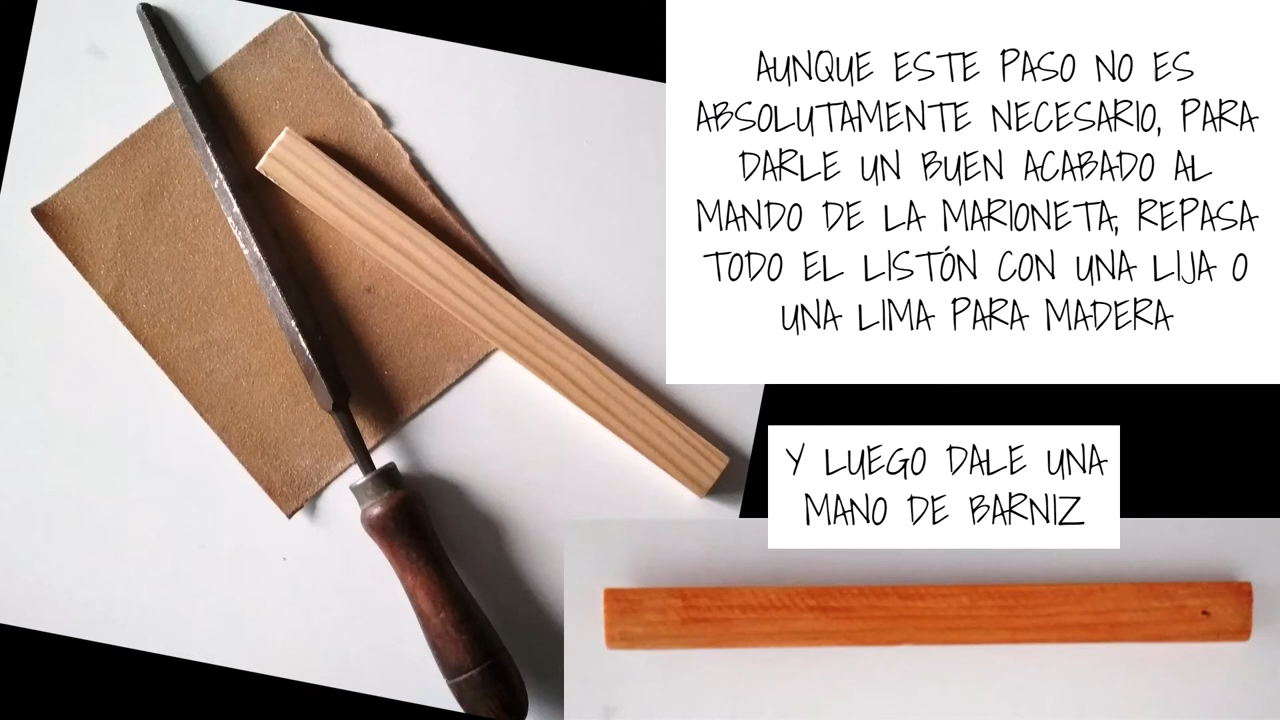 AUNQUE ESTE PASO NO ES
ABSOLUTAMENTE NECESARIO, PARA
DARLE UN BUEN ACABADO AL
MANDO DE LA MARIONETA, REPASA
TODO EL LISTÓN CON UNA LIJA O
UNA LIMA PARA MADERA
Y LUEGO DALE UNA
MANO DE BARNIZ